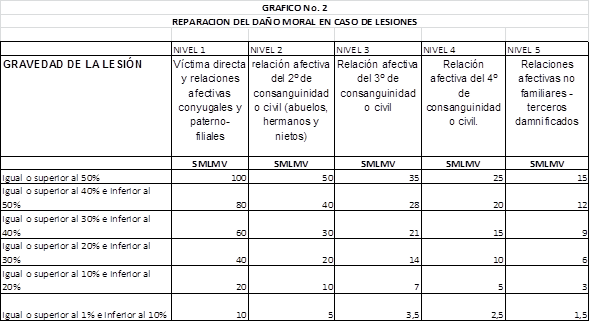 GRAFICO No. 2
REPARACION DEL DAÑO MORAL EN CASO DE LESIONES
NIVEL 1 NIVEL 2 NIVEL 3 NIVEL 4 NIVEL 5
GRAVEDAD DE LA LESIÓN
Víctima directa
y relaciones
afectivas
conyugales y
paterno-
filiales
relación afectiva
del 2º de
consanguinidad
o civil (abuelos,
hermanos y
nietos)
Relación afectiva
del 3º de
consanguinidad
o civil
Relación
afectiva del 4º
de
consanguinidad
o civil.
Relaciones
afectivas no
familiares -
terceros
damnificados
SMLMV SMLMV SMLMV SMLMV SMLMV
Igual o superior al 50% 100 50 35 25 15
Igual o superior al 40% e inferior al
50% 80 40 28 20 12
Igual o superior al 30% e inferior al
40% 60 30 21 15 9
Igual o superior al 20% e inferior al
30% 40 20 14 10 6
Igual o superior al 10% e inferior al
20% 20 10 7 5 3
Igual o superior al 1% e inferior al 10% 10 5 3,5 2,5 1,5